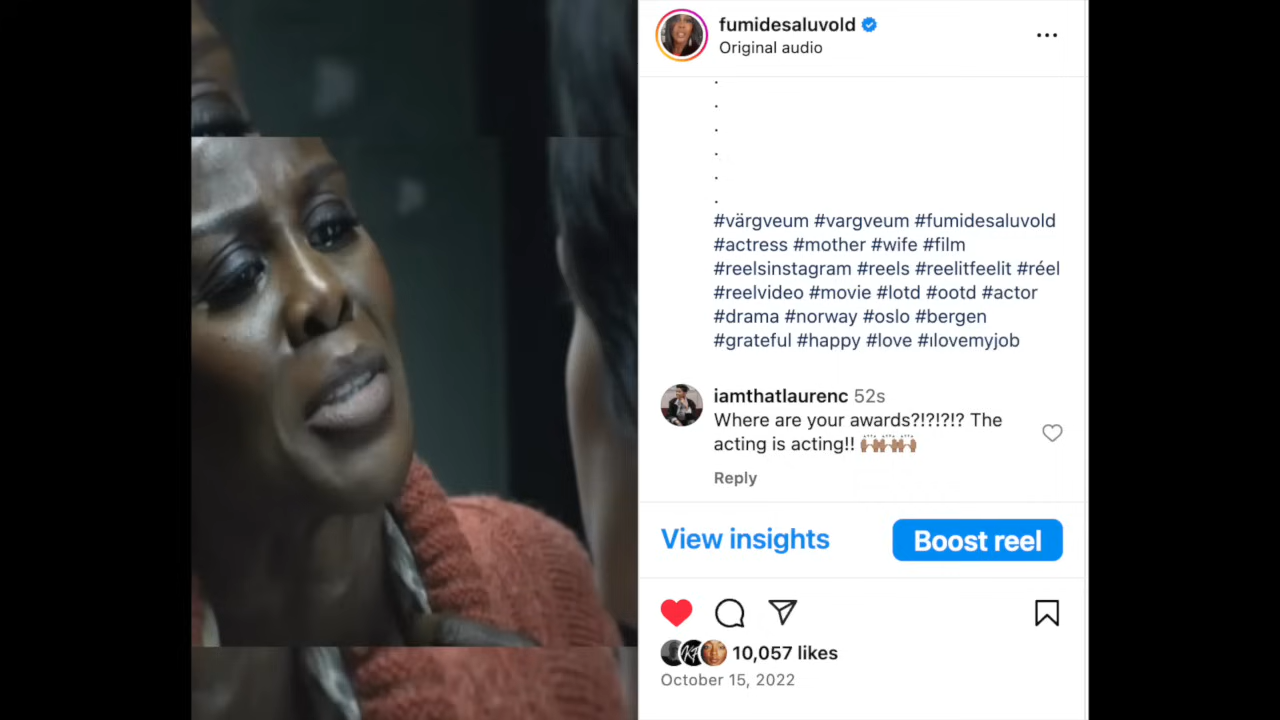 fumidesaluvold
Original audio
.
.
.
.
.
.
#värgveum #vargveum #fumidesaluvold
#actress #mother #wife #film
#reelsinstagram #reels #reelitfeelit #réel
#reelvideo #movie #lotd #ootd #actor
#drama #norway #oslo #bergen
#grateful #happy #love #ılovemyjob
iamthatlaurenc 52s
Where are your awards?!?!?!? The
acting is acting!! 🙌🏽🙌🏽🙌🏽
Reply
View insights
Boost reel
10,057 likes
October 15, 2022